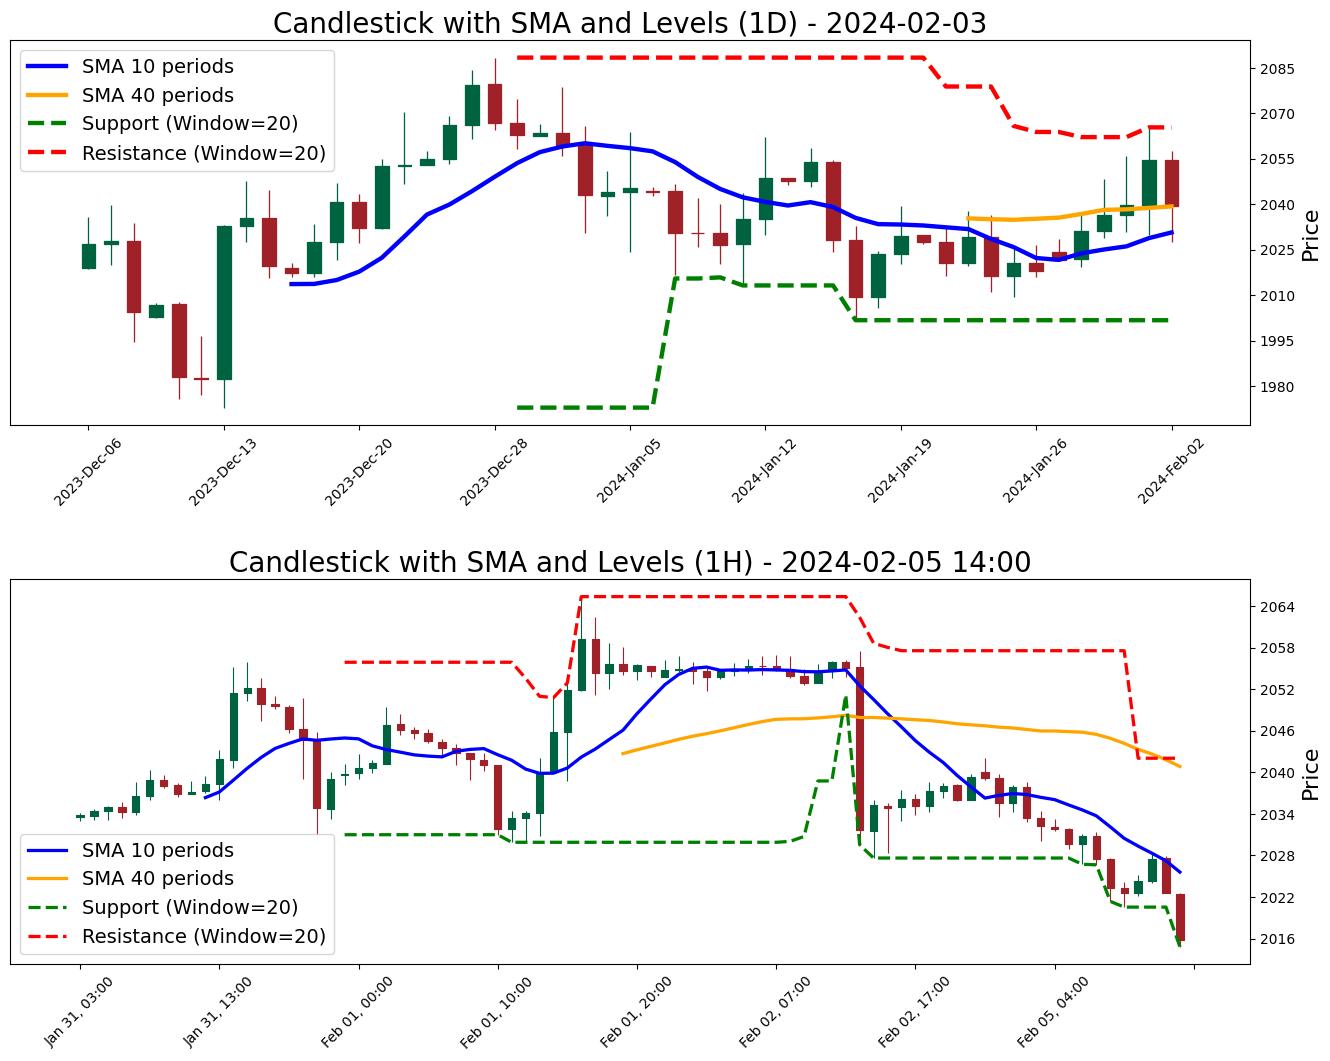 Candlestick with SMA and Levels (1D) - 2024-02-03
SMA 10 periods
SMA 40 periods
Support (Window=20)
Resistance (Window=20)
2085
2070
2055
2040
2025
2010
1995
1980
Price
2023-Dec-06
2023-Dec-13
2023-Dec-20
2023-Dec-28
2024-Jan-05
2024-Jan-12
2024-Jan-19
2024-Jan-26
2024-Feb-02
Candlestick with SMA and Levels (1H) - 2024-02-05 14:00
2064
2058
2052
2046
2040
2034
2028
2022
2016
Price
SMA 10 periods
SMA 40 periods
Support (Window=20)
Resistance (Window=20)
Jan 31, 03:00
Jan 31, 13:00
Feb 01, 00:00
Feb 01, 10:00
Feb 01, 20:00
Feb 02, 07:00
Feb 02, 17:00
Feb 05, 04:00